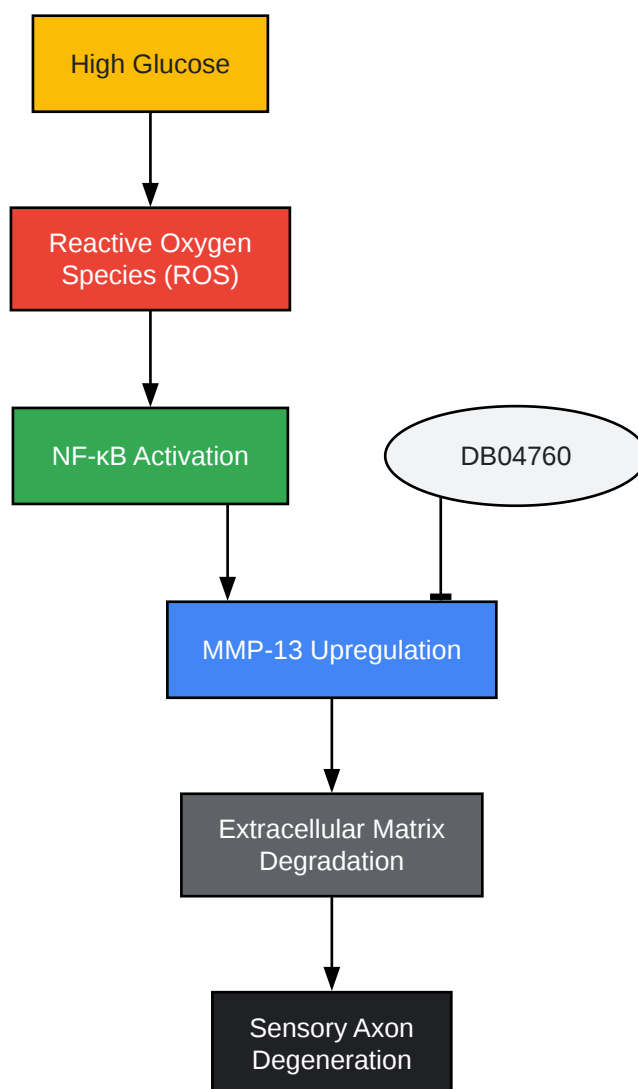 High Glucose
Reactive Oxygen
Species (ROS)
NF-κB Activation
DB04760
MMP-13 Upregulation
Extracellular Matrix
Degradation
Sensory Axon
Degeneration